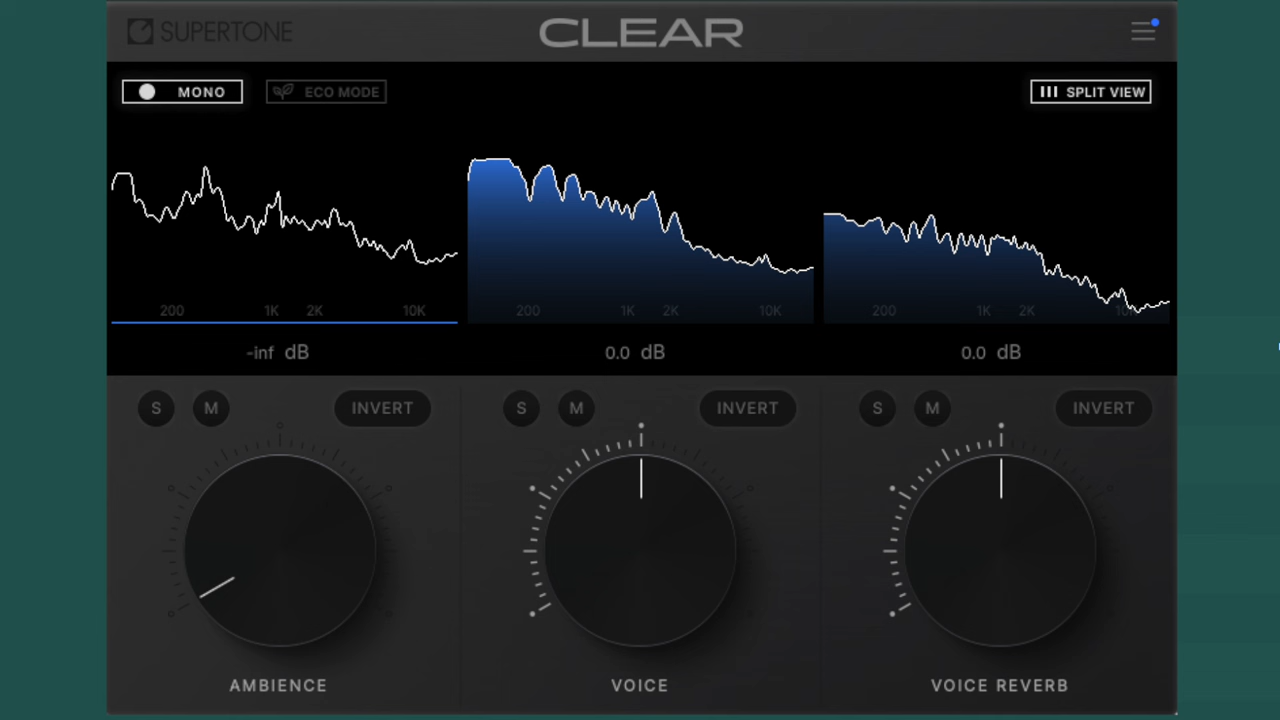 SUPERTONE
CLEAR
MONO
ECO MODE
SPLIT VIEW
200 1K 2K 10K
200 1K 2K 10K
200 1K 2K 10K
-inf dB
0.0 dB
0.0 dB
S M INVERT
S M INVERT
S M INVERT
AMBIENCE
VOICE
VOICE REVERB